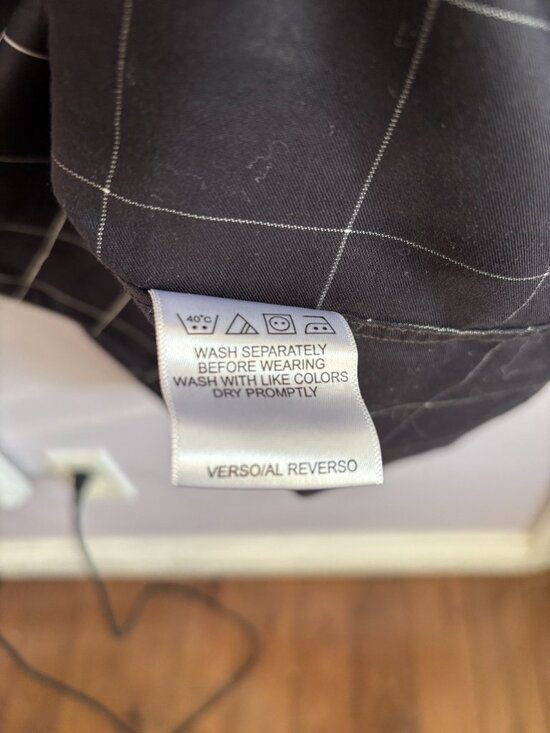 40°C
WASH SEPARATELY
BEFORE WEARING
WASH WITH LIKE COLORS
DRY PROMPTLY
VERSO/AL REVERSO